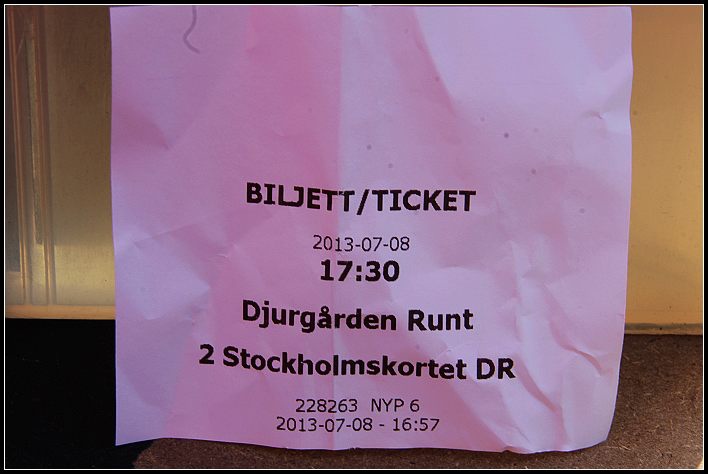 BILJETT/TICKET
2013-07-08
17:30
Djurgården Runt
2 Stockholmskortet DR
228263 NYP 6
2013-07-08 - 16:57